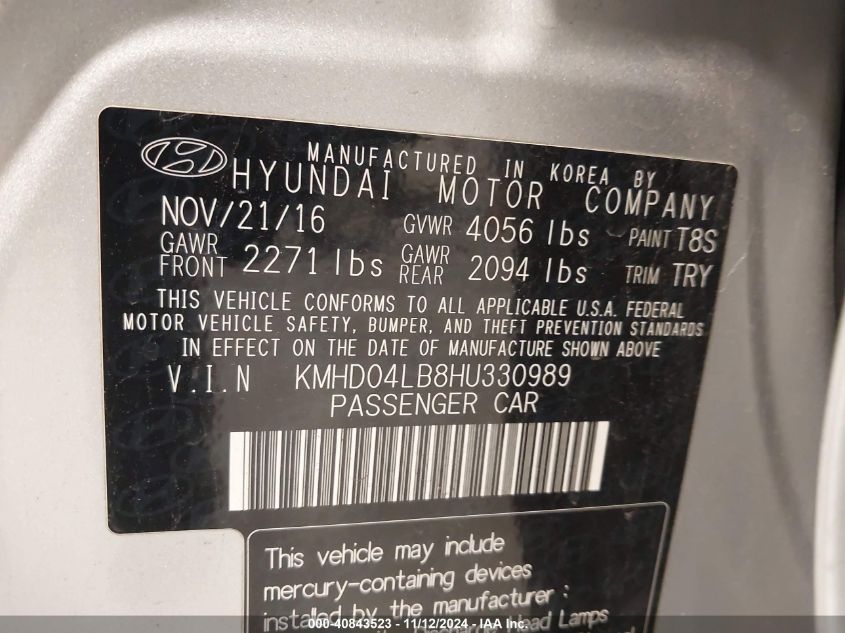 MANUFACTURED IN KOREA BY
HYUNDAI MOTOR COMPANY
NOV/21/16 GVWR 4056 lbs PAINT T8S
GAWR FRONT 2271 lbs GAWR REAR 2094 lbs TRIM TRY
THIS VEHICLE CONFORMS TO ALL APPLICABLE U.S.A. FEDERAL
MOTOR VEHICLE SAFETY, BUMPER, AND THEFT PREVENTION STANDARDS
IN EFFECT ON THE DATE OF MANUFACTURE SHOWN ABOVE
V.I.N KMHD04LB8HU330989
PASSENGER CAR
This vehicle may include
mercury-containing devices
installed by the manufacturer :
Lamps
000-40843523 - 11/12/2024 - IAA Inc.